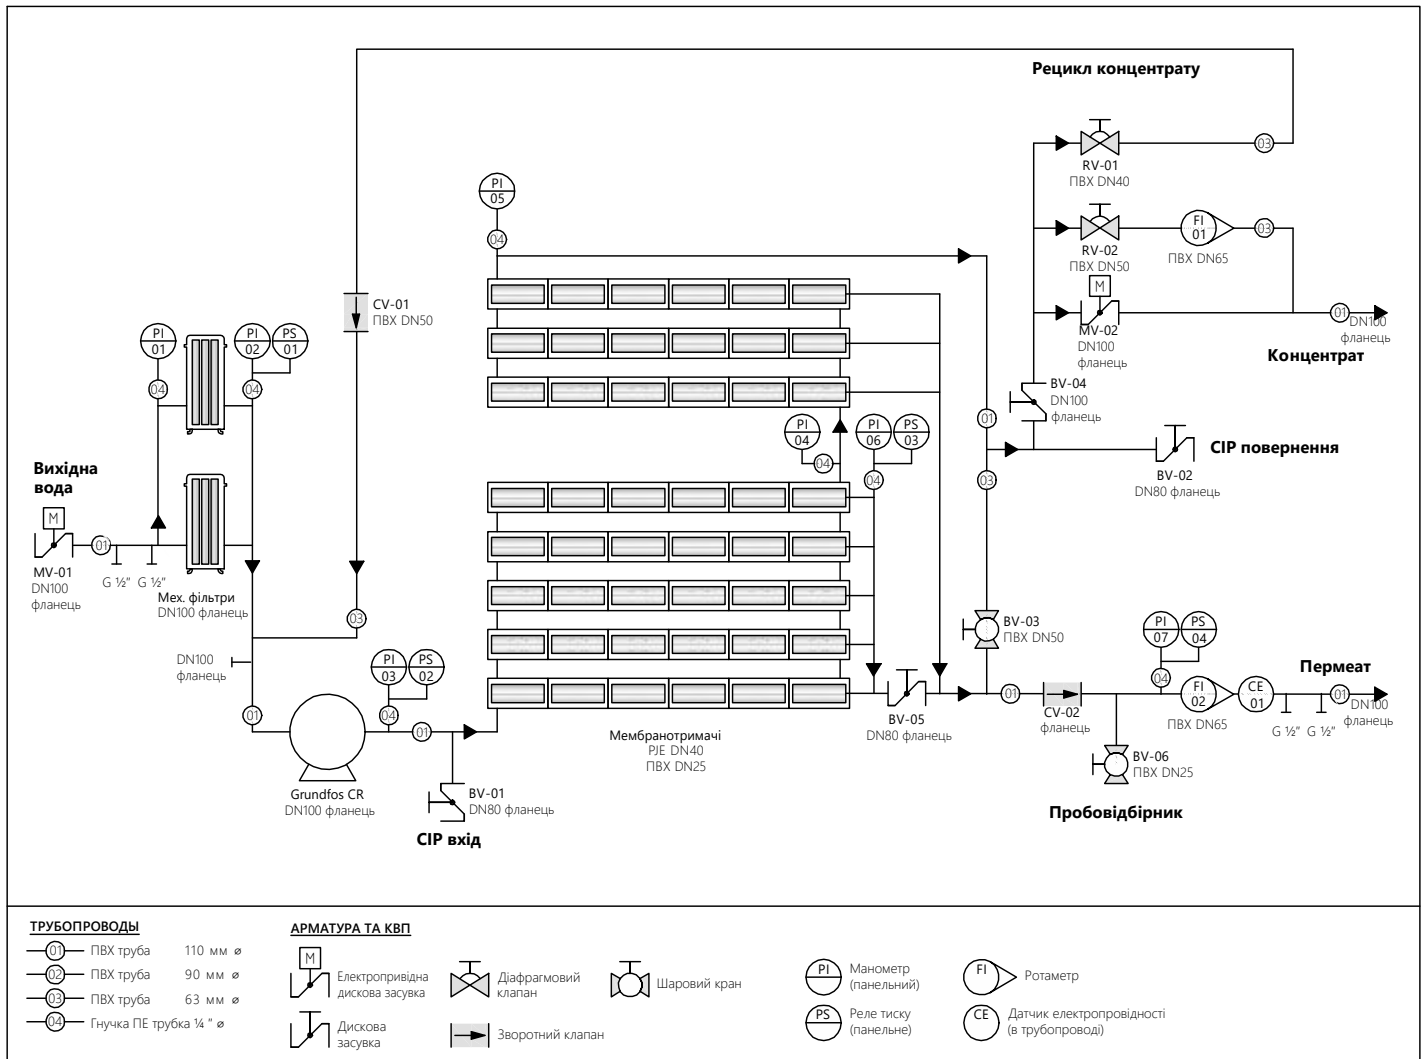 Рецикл концентрату
03
RV-01
ПВХ DN40
PI
05
04
RV-02
ПВХ DN50
FI
01
03
ПВХ DN65
CV-01
ПВХ DN50
M
MV-02
DN100
фланець
01
DN100
фланець
Концентрат
PI
01
04
PI
02
PS
01
04
BV-04
DN100
фланець
01
PI
04
04
PI
06
PS
03
04
СІР повернення
BV-02
DN80 фланець
03
Вихідна
вода
M
01
MV-01
DN100
фланець
G ½"
G ½"
Мех. фільтри
DN100 фланець
03
DN100
фланець
01
PI
03
PS
02
04
01
Grundfos CR
DN100 фланець
BV-01
DN80 фланець
СІР вхід
Мембранотримачі
PJE DN40
ПВХ DN25
BV-05
DN80 фланець
BV-03
ПВХ DN50
01
CV-02
фланець
PI
07
PS
04
04
FI
02
ПВХ DN65
CE
01
G ½"
G ½"
Пермеат
01
DN100
фланець
BV-06
ПВХ DN25
Пробовідбірник
ТРУБОПРОВОДЫ
01 ПВХ труба 110 мм ø
02 ПВХ труба 90 мм ø
03 ПВХ труба 63 мм ø
04 Гнучка ПЕ трубка ¼ " ø
АРМАТУРА ТА КВП
M
Електропривідна
дискова засувка
Дискова
засувка
Діафрагмовий
клапан
Зворотний клапан
Шаровий кран
PI
Манометр
(панельний)
PS
Реле тиску
(панельне)
FI
Ротаметр
CE
Датчик електропровідності
(в трубопроводі)